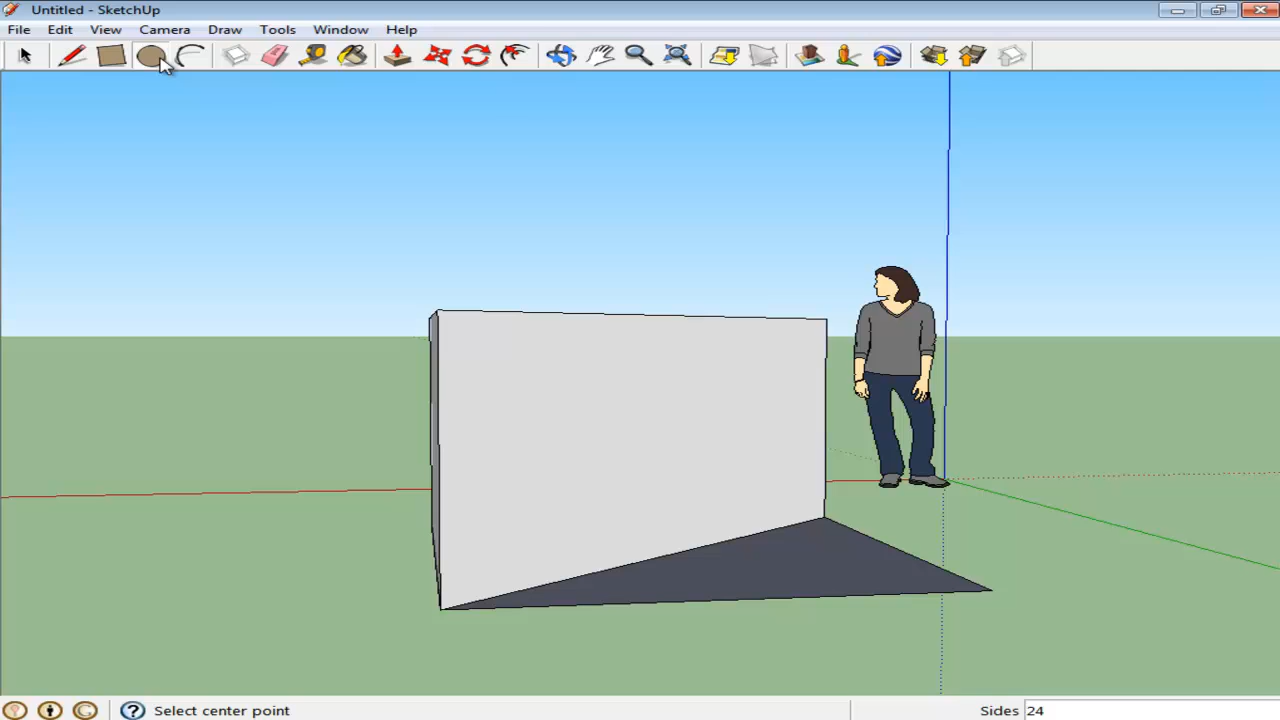 Untitled - SketchUp
File Edit View Camera Draw Tools Window Help
Select center point Sides 24